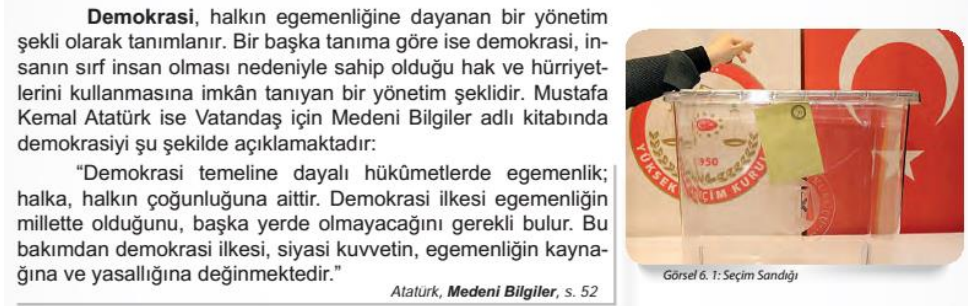 Demokrasi, halkın egemenliğine dayanan bir yönetim
şekli olarak tanımlanır. Bir başka tanıma göre ise demokrasi, in-
sanın sırf insan olması nedeniyle sahip olduğu hak ve hürriyet-
lerini kullanmasına imkân tanıyan bir yönetim şeklidir. Mustafa
Kemal Atatürk ise Vatandaş için Medeni Bilgiler adlı kitabında
demokrasiyi şu şekilde açıklamaktadır:
“Demokrasi temeline dayalı hükûmetlerde egemenlik;
halka, halkın çoğunluğuna aittir. Demokrasi ilkesi egemenliğin
millette olduğunu, başka yerde olmayacağını gerekli bulur. Bu
bakımdan demokrasi ilkesi, siyasi kuvvetin, egemenliğin kayna-
ğına ve yasallığına değinmektedir.”
Atatürk, Medeni Bilgiler, s. 52
1950
YÜKSEK SEÇİM KURULU
Görsel 6. 1: Seçim Sandığı